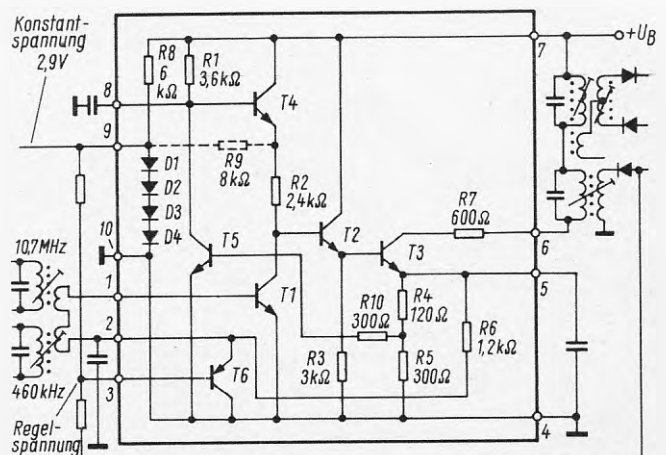 Konstant-
spannung
2,9V
R8
6
kΩ
R1
3,6kΩ
T4
7
+U_B
8
9
R9
8kΩ
D1
D2
D3
D4
R2
2,4kΩ
10
T5
T2
T3
R7
600Ω
6
10,7MHz
1
T1
5
R10
300Ω
R4
120Ω
R6
1,2kΩ
2
R3
3kΩ
R5
300Ω
460kHz
3
T6
Regel-
spannung
4